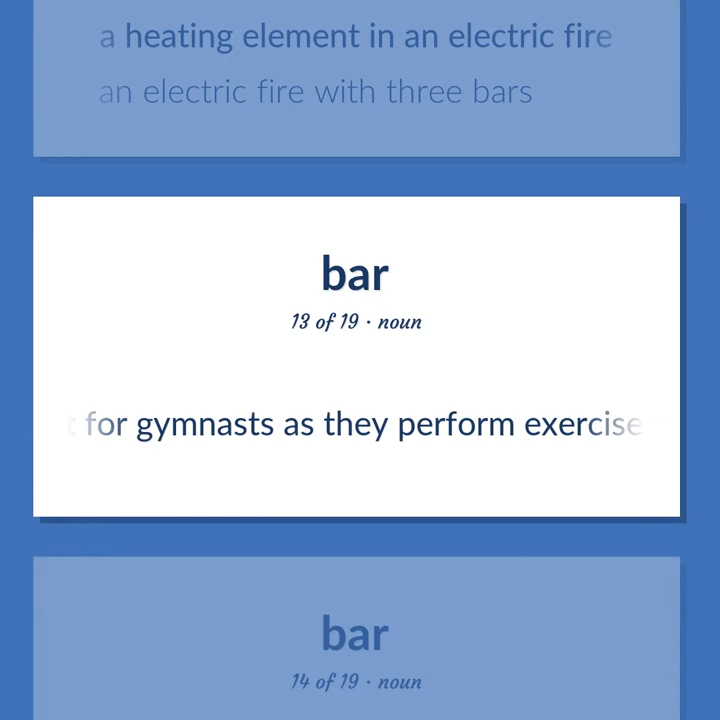 a heating element in an electric fire
an electric fire with three bars
bar
13 of 19 · noun
for gymnasts as they perform exercise
bar
14 of 19 · noun